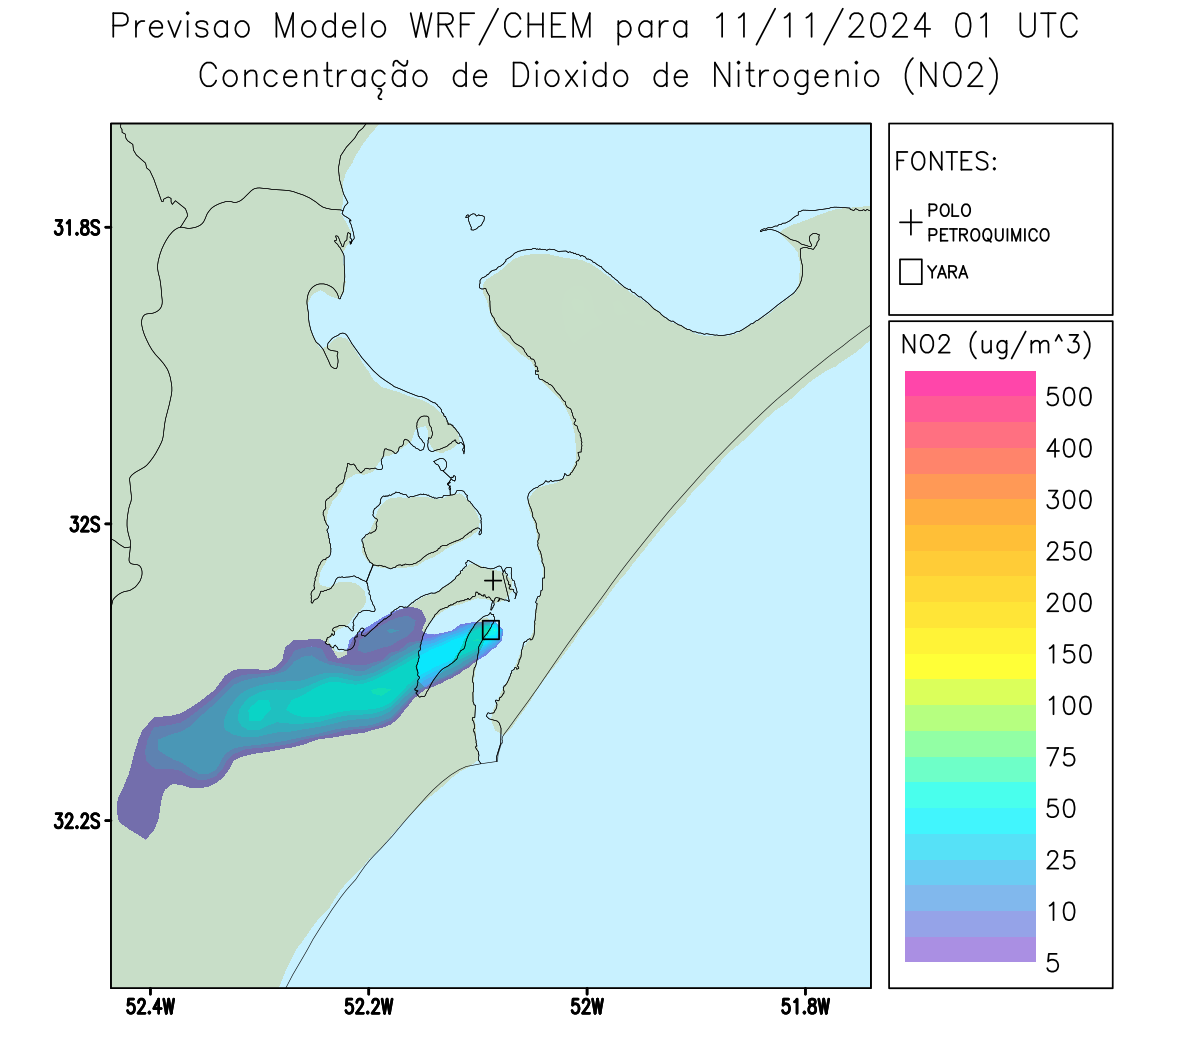 Previsao Modelo WRF/CHEM para 11/11/2024 01 UTC
Concentração de Dioxido de Nitrogenio (NO2)
FONTES:
POLO
PETROQUIMICO
YARA
NO2 (ug/m^3)
500
400
300
250
200
150
100
75
50
25
10
5
31.8S
32S
32.2S
52.4W
52.2W
52W
51.8W